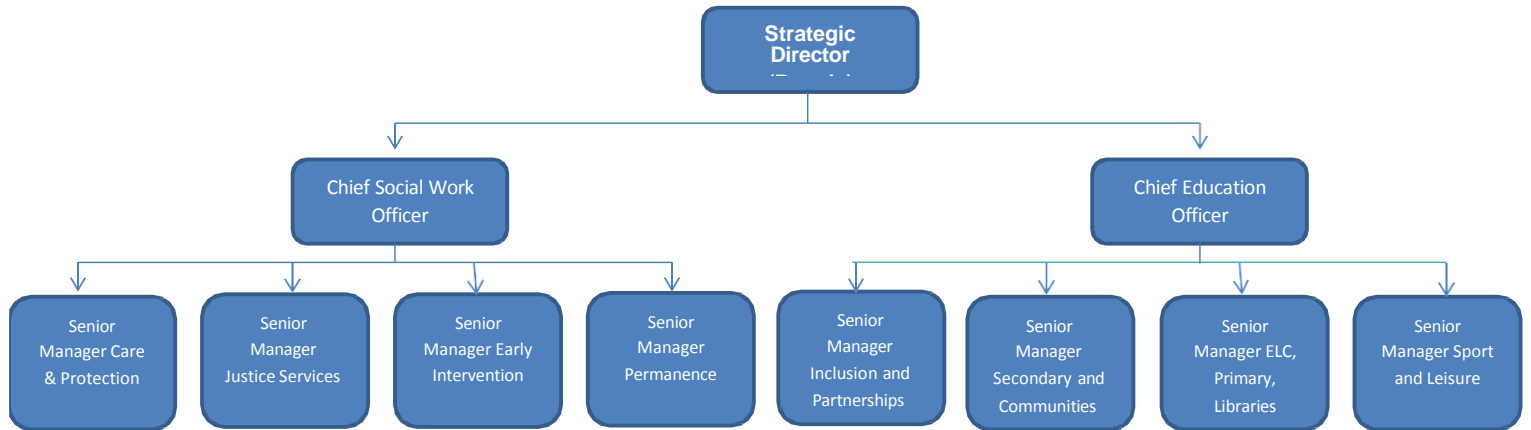 Strategic
Director
Chief Social Work
Officer
Chief Education
Officer
Senior
Manager Care
& Protection
Senior
Manager
Justice Services
Senior
Manager Early
Intervention
Senior
Manager
Permanence
Senior
Manager
Inclusion and
Partnerships
Senior
Manager
Secondary and
Communities
Senior
Manager ELC,
Primary,
Libraries
Senior
Manager Sport
and Leisure